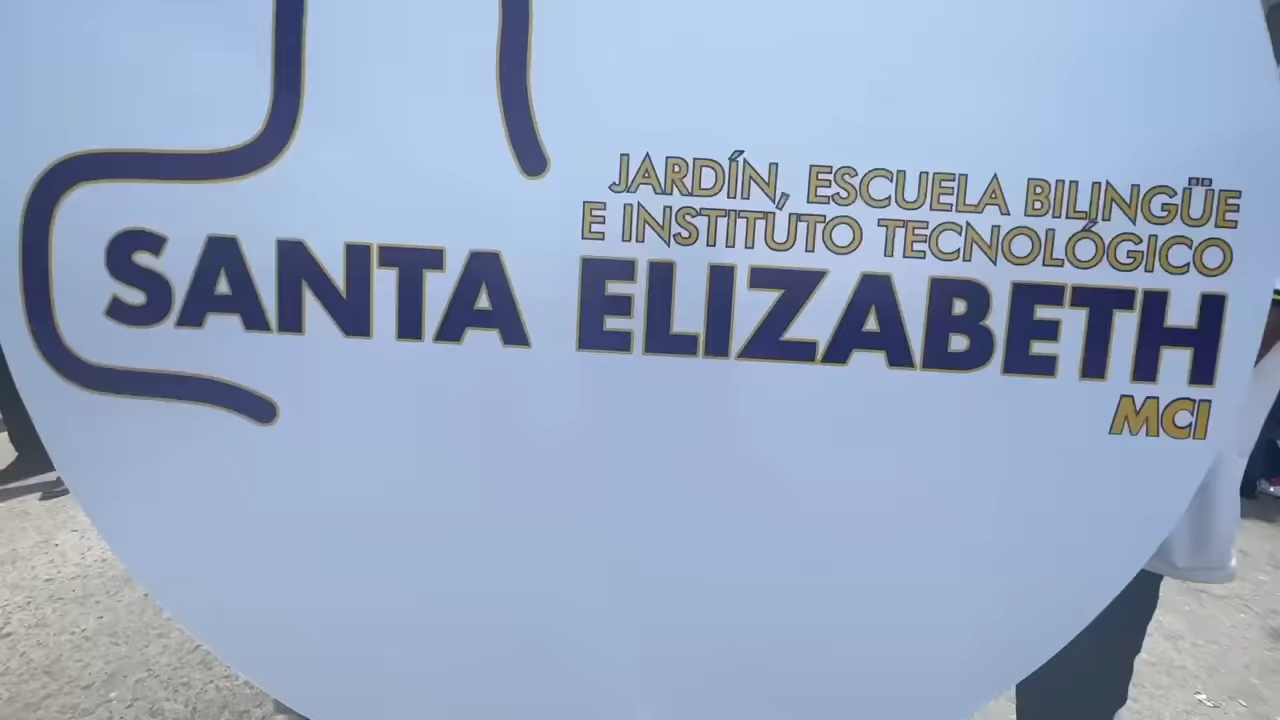 JARDÍN, ESCUELA BILINGÜE
E INSTITUTO TECNOLÓGICO
SANTA ELIZABETH
MCI